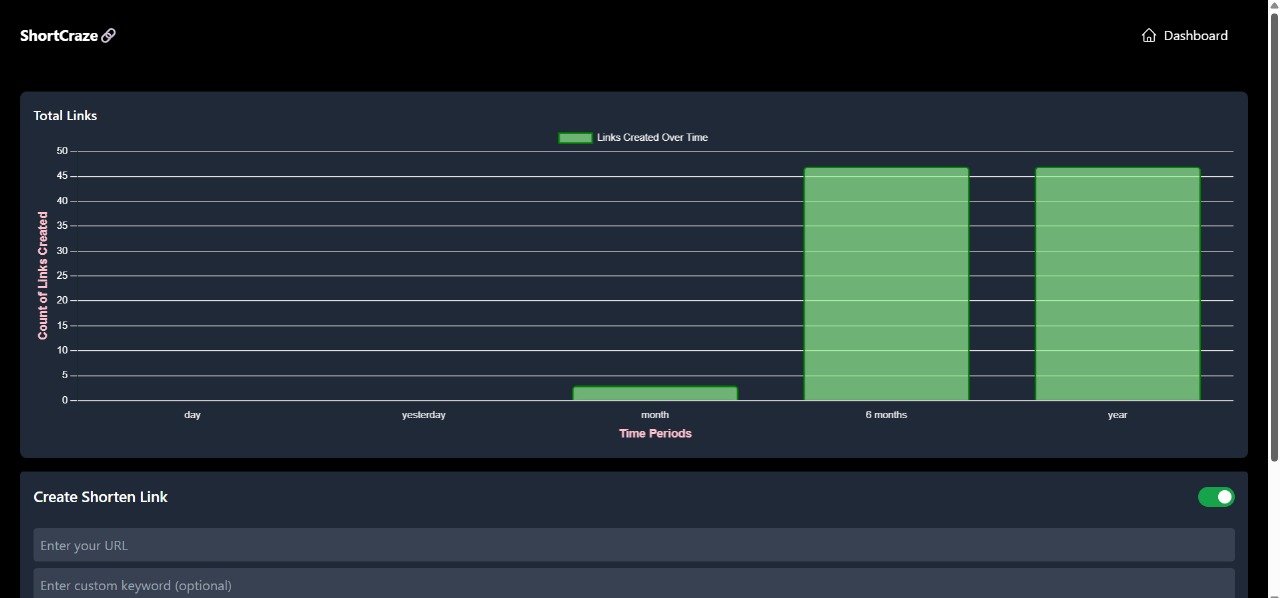 ShortCraze
Dashboard
Total Links
Links Created Over Time
50
45
40
35
30
25
20
15
10
5
0
Count of Links Created
day yesterday month 6 months year
Time Periods
Create Shorten Link
Enter your URL
Enter custom keyword (optional)